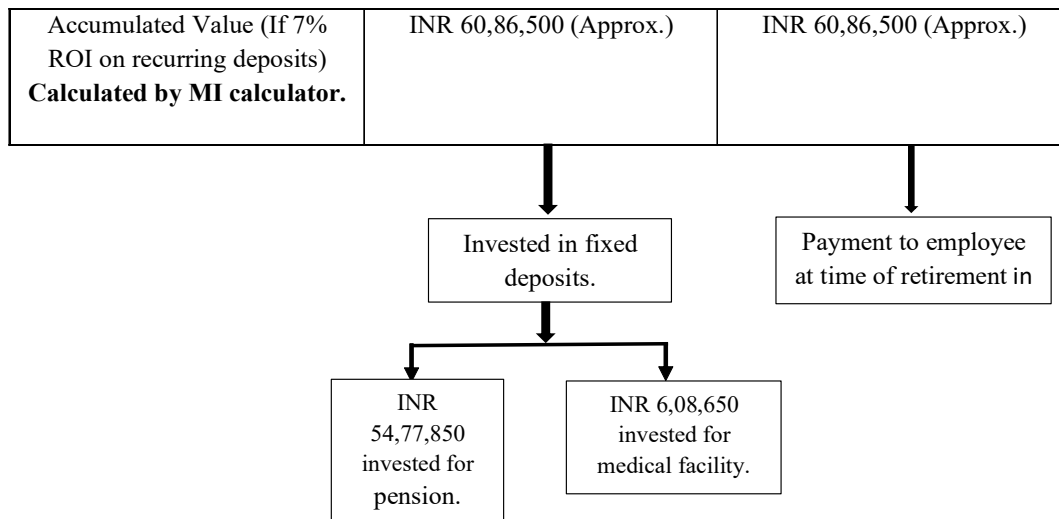 Accumulated Value (If 7%
ROI on recurring deposits)
Calculated by MI calculator.
INR 60,86,500 (Approx.)
INR 60,86,500 (Approx.)
Invested in fixed
deposits.
Payment to employee
at time of retirement in
INR
54,77,850
invested for
pension.
INR 6,08,650
invested for
medical facility.